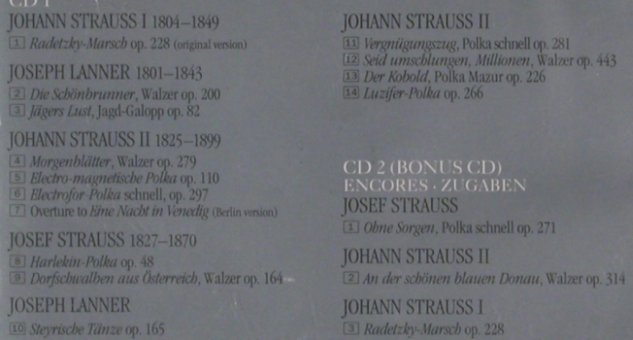 CD 1
JOHANN STRAUSS I 1804–1849
1 Radetzky-Marsch op. 228 (original version)
JOSEPH LANNER 1801–1843
2 Die Schönbrunner, Walzer op. 200
3 Jägers Lust, Jagd-Galopp op. 82
JOHANN STRAUSS II 1825–1899
4 Morgenblätter, Walzer op. 279
5 Electro-magnetische Polka op. 110
6 Electrofor-Polka schnell, op. 297
7 Overture to Eine Nacht in Venedig (Berlin version)
JOSEF STRAUSS 1827–1870
8 Harlekin-Polka op. 48
9 Dorfschwalben aus Österreich, Walzer op. 164
JOSEPH LANNER
10 Steyrische Tänze op. 165
JOHANN STRAUSS II
11 Vergnügungszug, Polka schnell op. 281
12 Seid umschlungen, Millionen, Walzer op. 443
13 Der Kobold, Polka Mazur op. 226
14 Luzifer-Polka op. 266
CD 2 (BONUS CD)
ENCORES · ZUGABEN
JOSEF STRAUSS
1 Ohne Sorgen, Polka schnell op. 271
JOHANN STRAUSS II
2 An der schönen blauen Donau, Walzer op. 314
JOHANN STRAUSS I
3 Radetzky-Marsch op. 228